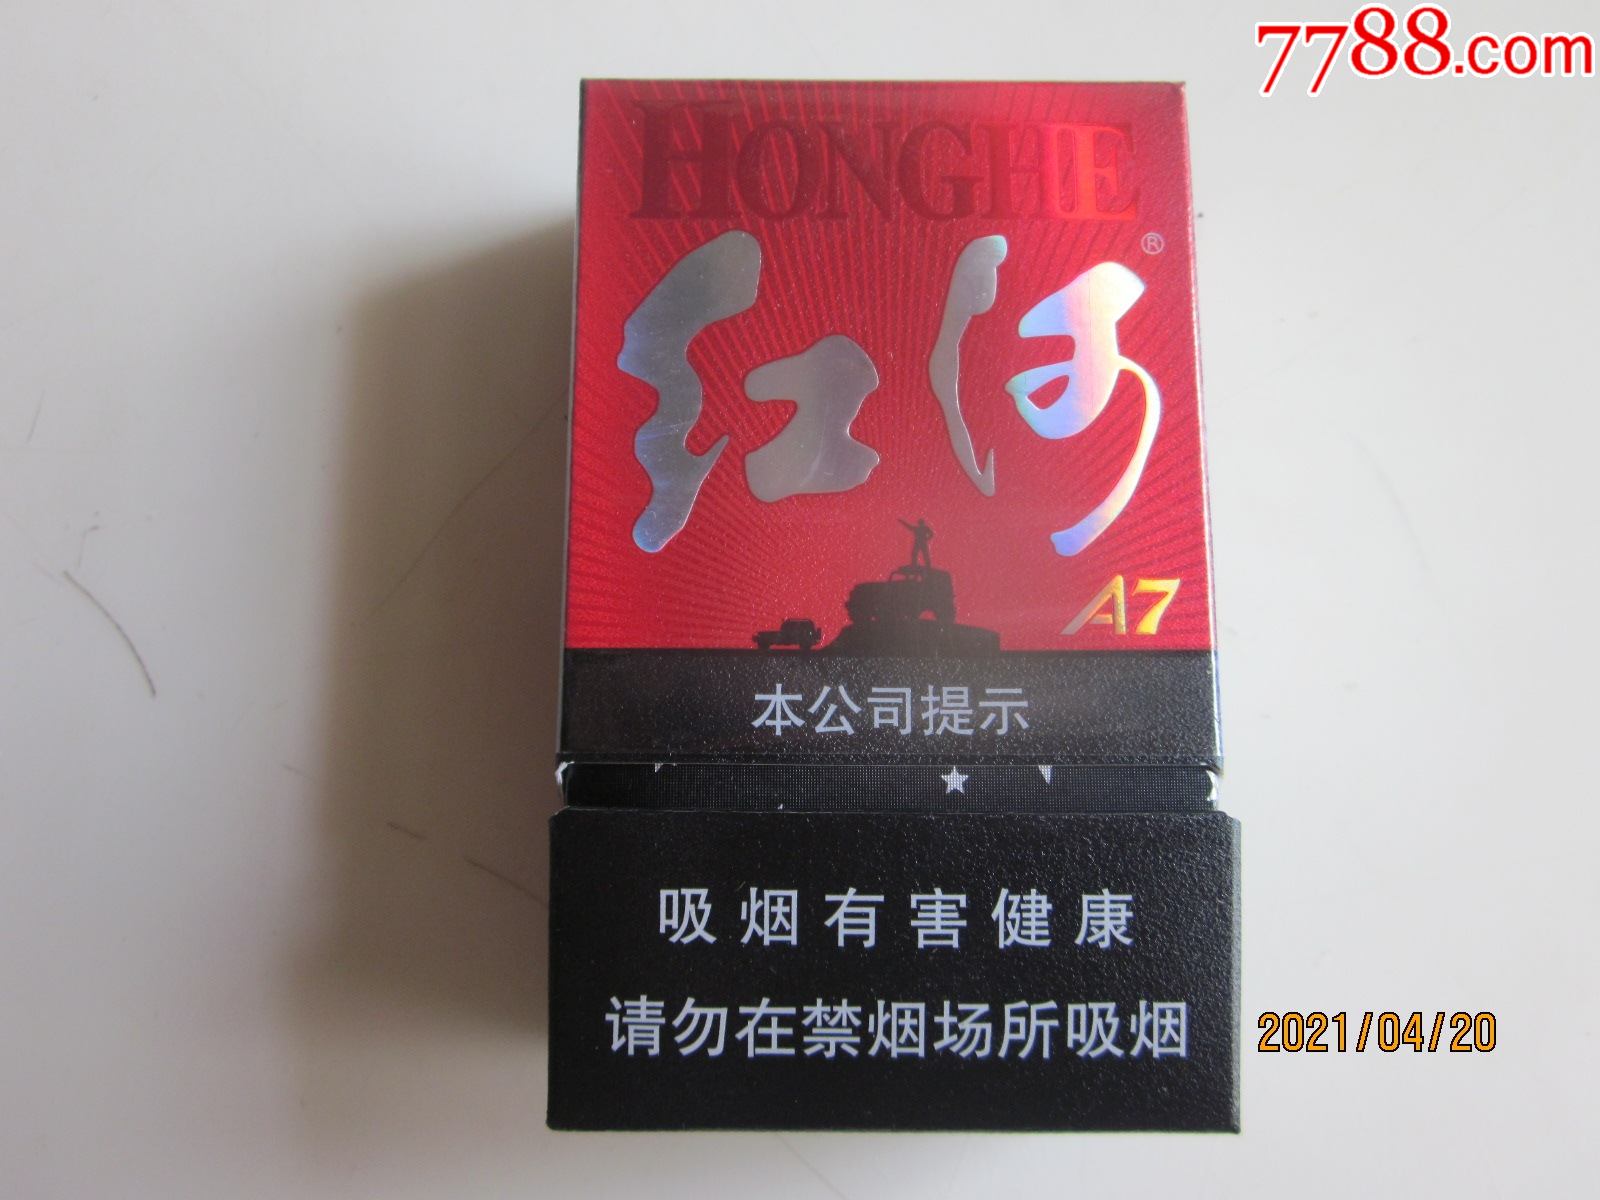 7788.com
HONGHE
红河®
A7
本公司提示
吸烟有害健康
请勿在禁烟场所吸烟
2021/04/20